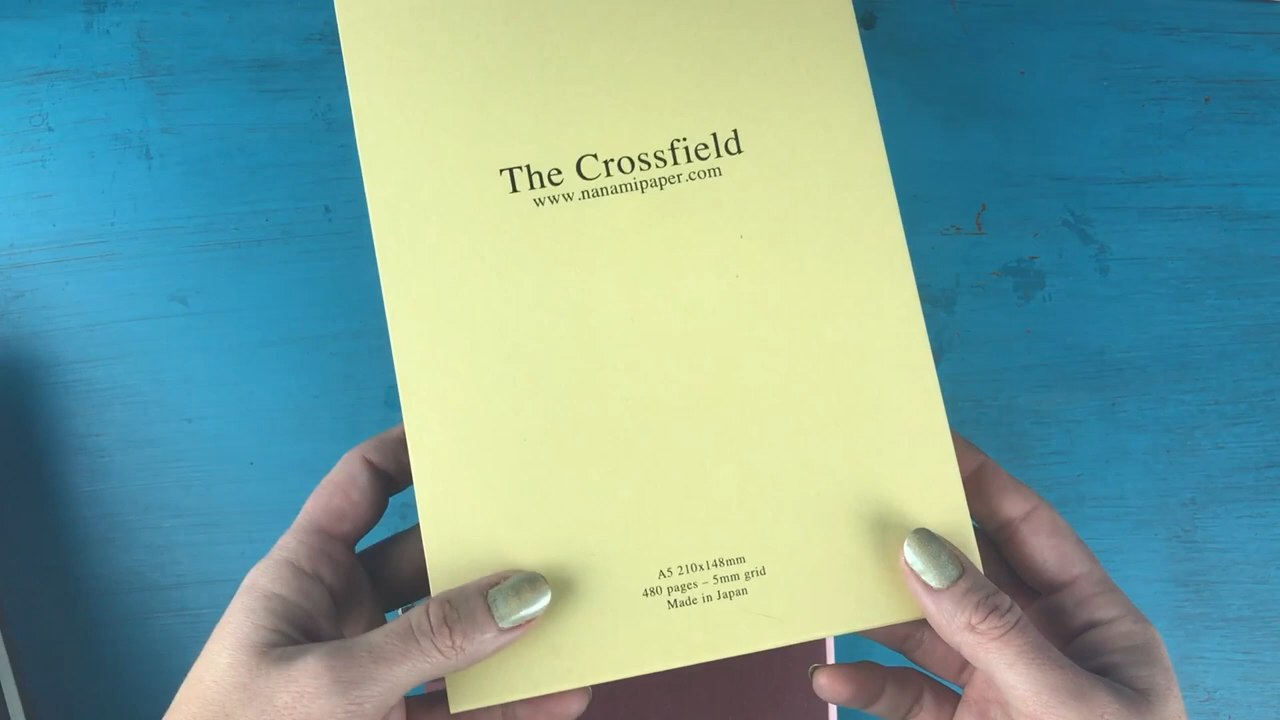 The Crossfield
www.nanamipaper.com
A5 210x148mm
480 pages – 5mm grid
Made in Japan